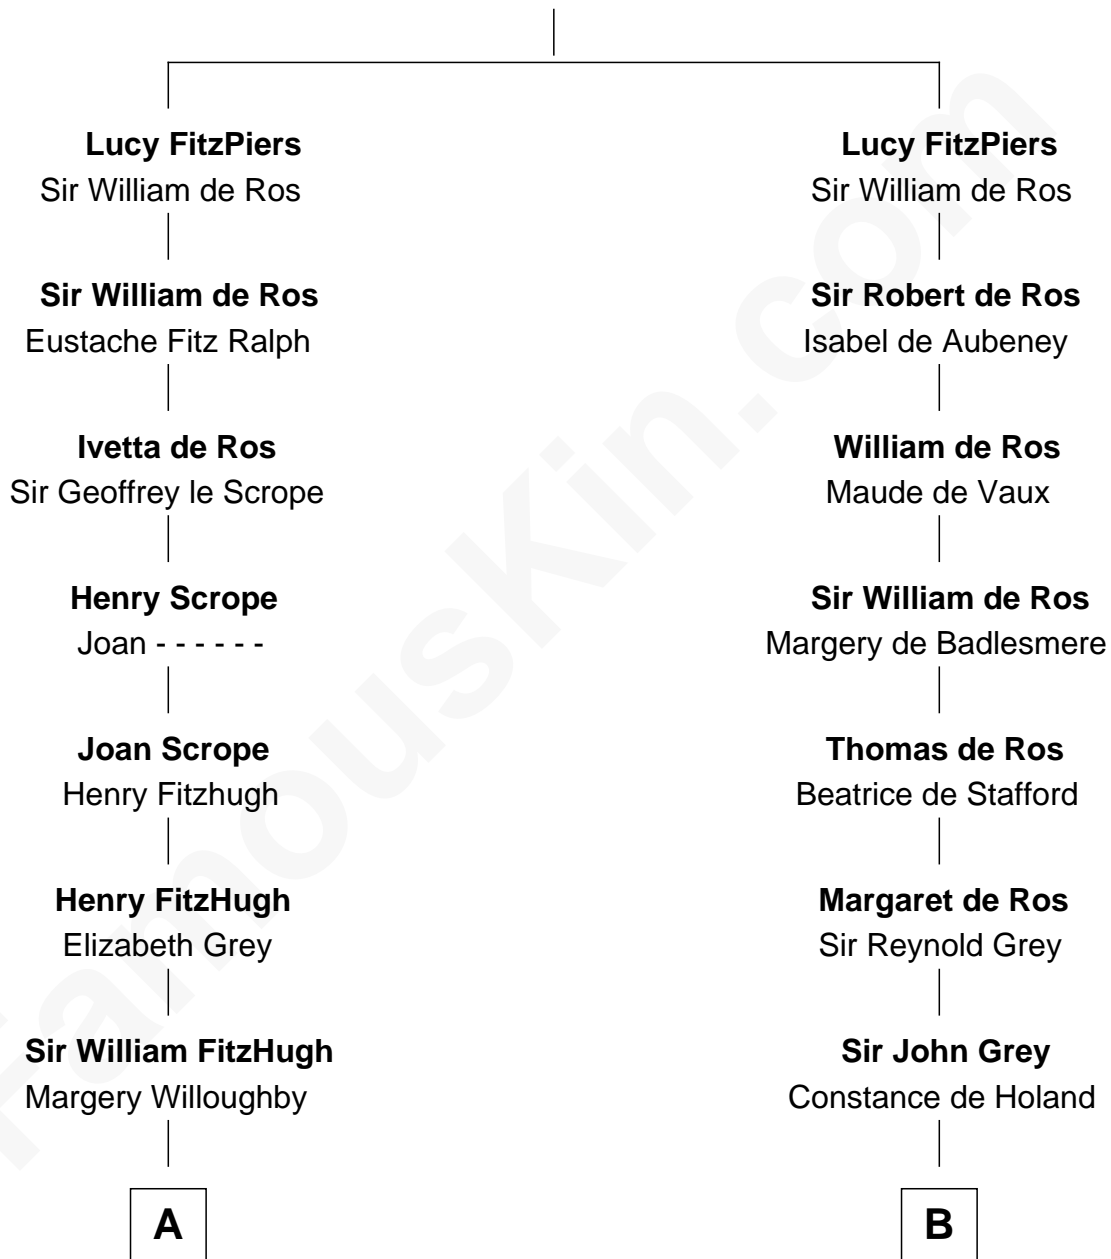 Lucy FitzPiers
Sir William de Ros
Sir William de Ros
Eustache Fitz Ralph
Ivetta de Ros
Sir Geoffrey le Scrope
Henry Scrope
Joan - - - - - -
Joan Scrope
Henry Fitzhugh
Henry FitzHugh
Elizabeth Grey
Sir William FitzHugh
Margery Willoughby
A
Lucy FitzPiers
Sir William de Ros
Sir Robert de Ros
Isabel de Aubeney
William de Ros
Maude de Vaux
Sir William de Ros
Margery de Badlesmere
Thomas de Ros
Beatrice de Stafford
Margaret de Ros
Sir Reynold Grey
Sir John Grey
Constance de Holand
B
FamousKin.com